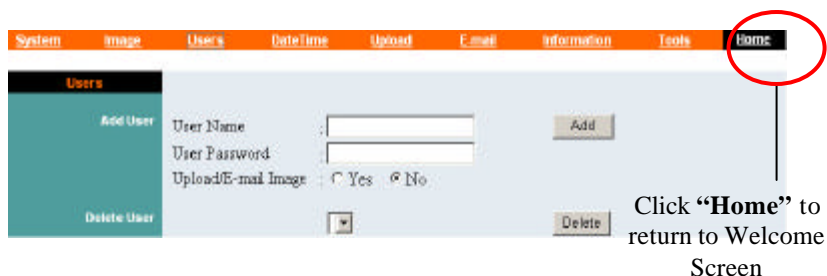 System Image Users DateTime Upload E-mail Information Tools Home
Users
Add User User Name : Add
User Password :
Upload/E-mail Image : Yes No
Delete User Delete
Click “Home” to
return to Welcome
Screen